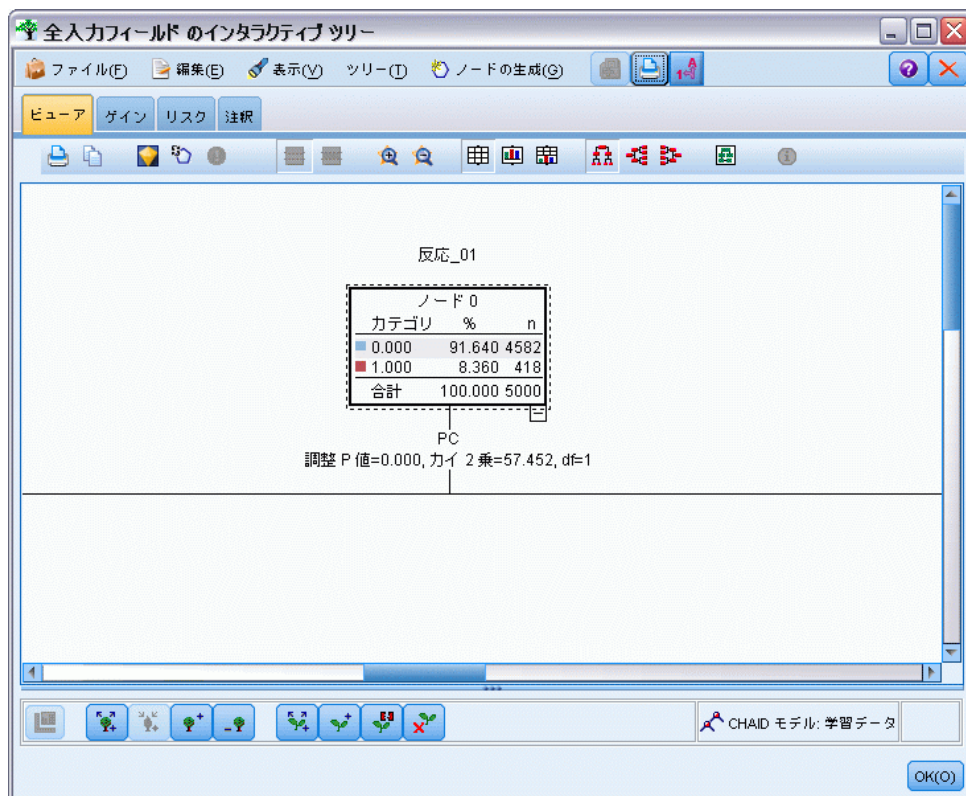 全入力フィールド のインタラクティブ ツリー
ファイル(F) 編集(E) 表示(V) ツリー(T) ノードの生成(G)
ビューア ゲイン リスク 注釈
反応_01
ノード 0
カテゴリ % n
0.000 91.640 4582
1.000 8.360 418
合計 100.000 5000
PC
調整 P 値=0.000, カイ 2 乗=57.452, df=1
CHAID モデル: 学習データ
OK(O)